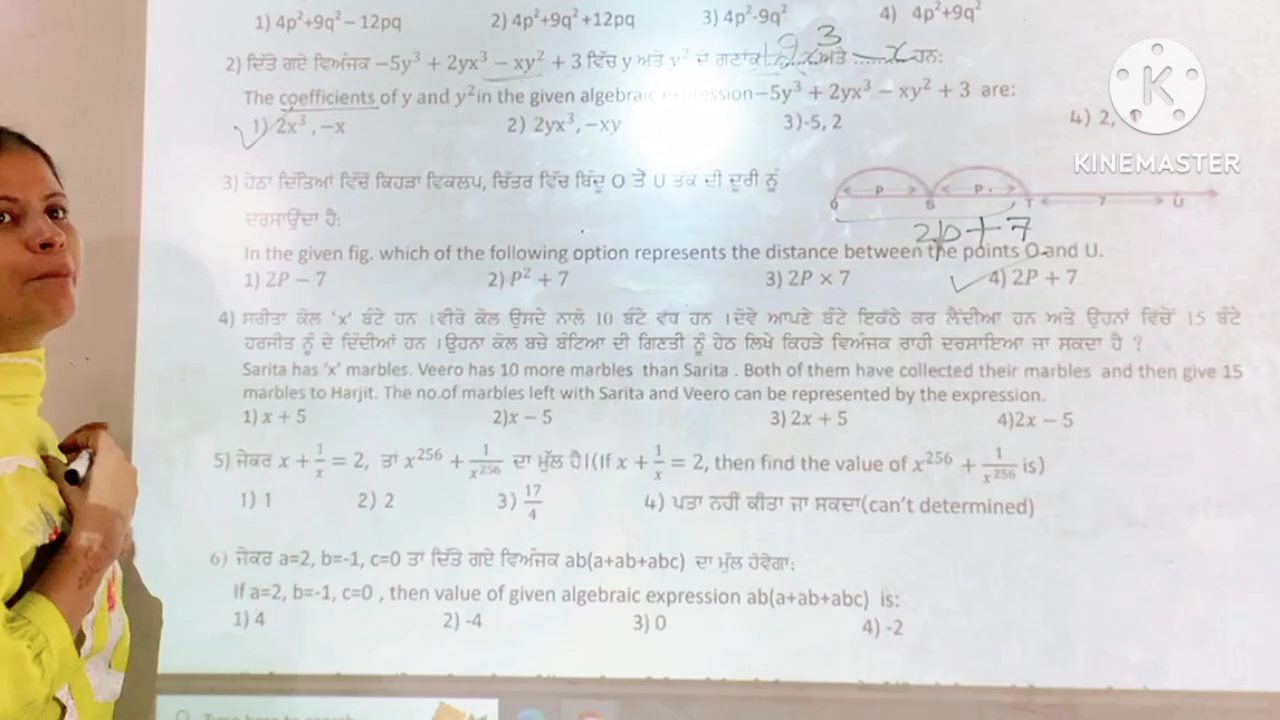 1) 4p²+9q² – 12pq 2) 4p²+9q²+12pq 3) 4p²-9q² 4) 4p²+9q²
2) ਦਿੱਤੇ ਗਏ ਵਿਅੰਜਕ −5y³ + 2yx³ − xy² + 3 ਵਿੱਚ y ਅਤੇ y² ਦੇ ਗਣਾਂਕ ਅਤੇ ......x ਹਨ:
The coefficients of y and y²in the given algebraic −5y³ + 2yx³ − xy² + 3 are:
1) 2x³ , −x 2) 2yx³, −xy 3)-5, 2 4) 2,
K
KINEMASTER
3) ਹੇਠਾਂ ਦਿੱਤਿਆਂ ਵਿੱਚੋਂ ਕਿਹੜਾ ਵਿਕਲਪ, ਚਿੱਤਰ ਵਿੱਚ ਬਿੰਦੂ O ਤੋਂ U ਤੱਕ ਦੀ ਦੂਰੀ ਨੂੰ
ਦਰਸਾਉਂਦਾ ਹੈ:
P P
S T 7 U
2p+7
In the given fig. which of the following option represents the distance between the points O and U.
1) 2P − 7 2) P² + 7 3) 2P × 7 4) 2P + 7
4) ਸਰੀਤਾ ਕੋਲ 'x' ਬੰਟੇ ਹਨ ।ਵੀਰੋ ਕੋਲ ਉਸਦੇ ਨਾਲੋਂ 10 ਬੰਟੇ ਵੱਧ ਹਨ ।ਦੋਵੇਂ ਆਪਣੇ ਬੰਟੇ ਇਕੱਠੇ ਕਰ ਲੈਂਦੀਆ ਹਨ ਅਤੇ ਉਹਨਾਂ ਵਿਚੋਂ 15 ਬੰਟੇ
ਹਰਜੀਤ ਨੂੰ ਦੇ ਦਿੰਦੀਆਂ ਹਨ ।ਉਹਨਾ ਕੋਲ ਬਚੇ ਬੰਟਿਆ ਦੀ ਗਿਣਤੀ ਨੂੰ ਹੇਠ ਲਿਖੇ ਕਿਹੜੇ ਵਿਅੰਜਕ ਰਾਹੀ ਦਰਸਾਇਆ ਜਾ ਸਕਦਾ ਹੈ ?
Sarita has 'x' marbles. Veero has 10 more marbles than Sarita . Both of them have collected their marbles and then give 15
marbles to Harjit. The no.of marbles left with Sarita and Veero can be represented by the expression.
1) x + 5 2)x − 5 3) 2x + 5 4)2x − 5
5) ਜੇਕਰ x + 1/x = 2, ਤਾਂ x²⁵⁶ + 1/x²⁵⁶ ਦਾ ਮੁੱਲ ਹੈ।(If x + 1/x = 2, then find the value of x²⁵⁶ + 1/x²⁵⁶ is)
1) 1 2) 2 3) 17/4 4) ਪਤਾ ਨਹੀਂ ਕੀਤਾ ਜਾ ਸਕਦਾ(can't determined)
6) ਜੇਕਰ a=2, b=-1, c=0 ਤਾਂ ਦਿੱਤੇ ਗਏ ਵਿਅੰਜਕ ab(a+ab+abc) ਦਾ ਮੁੱਲ ਹੋਵੇਗਾ:
If a=2, b=-1, c=0 , then value of given algebraic expression ab(a+ab+abc) is:
1) 4 2) -4 3) 0 4) -2